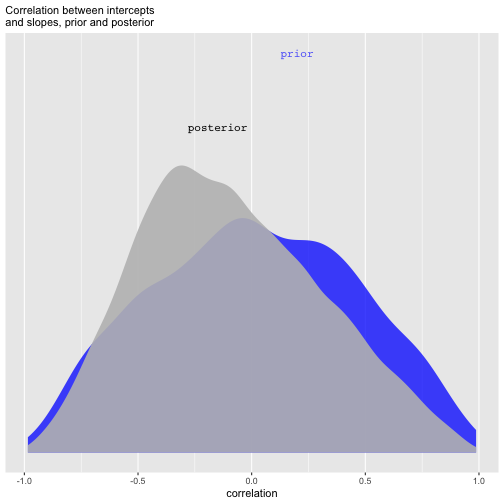 Correlation between intercepts
and slopes, prior and posterior
prior
posterior
-1.0 -0.5 0.0 0.5 1.0
correlation